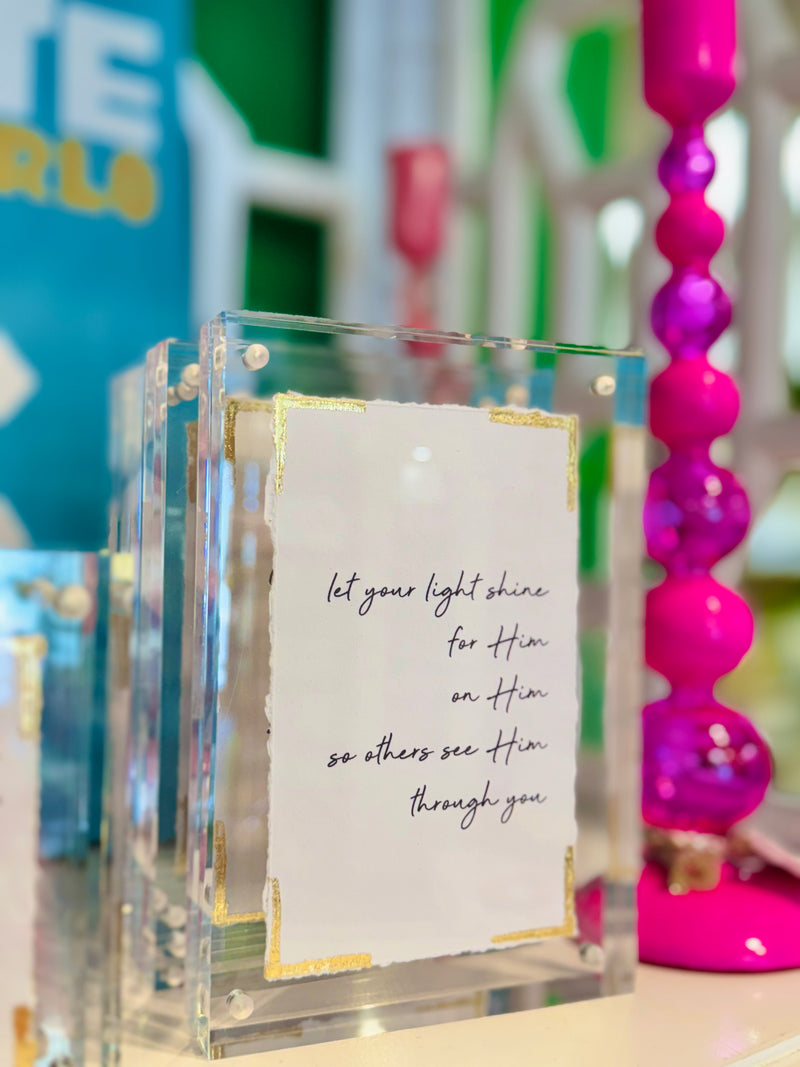 let your light shine
for Him
on Him
so others see Him
through you